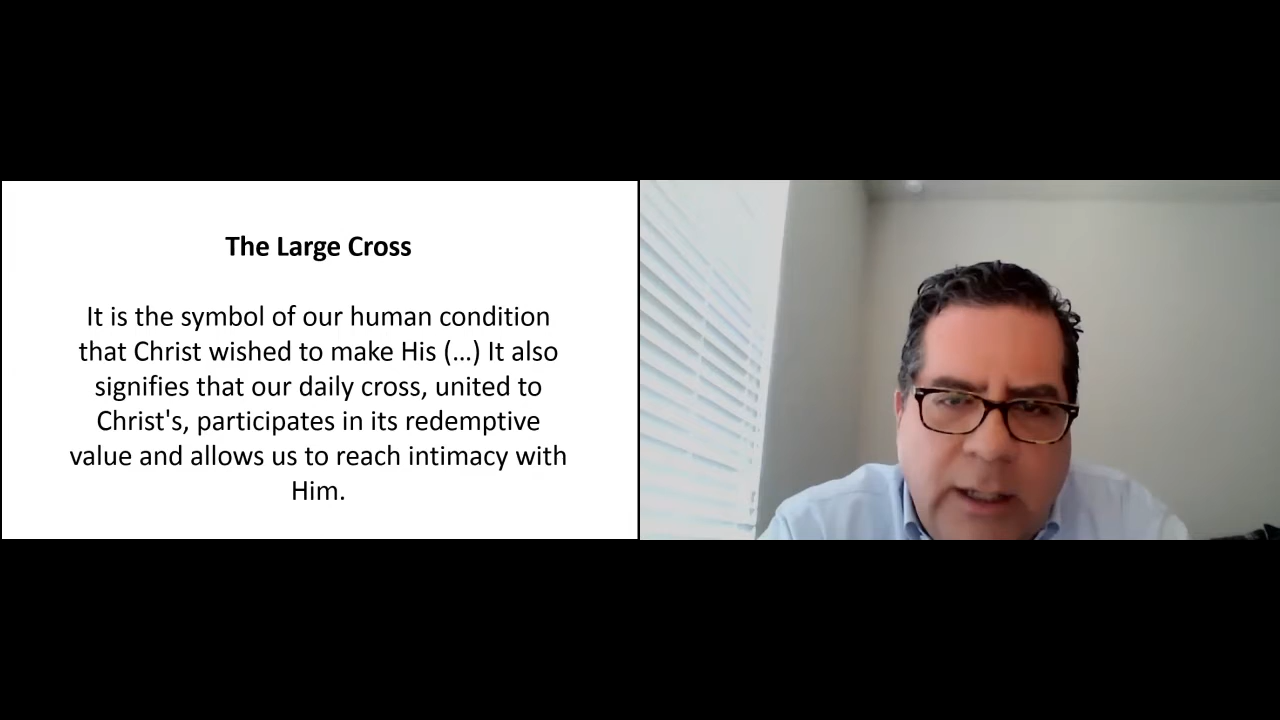 The Large Cross
It is the symbol of our human condition
that Christ wished to make His (...) It also
signifies that our daily cross, united to
Christ's, participates in its redemptive
value and allows us to reach intimacy with
Him.